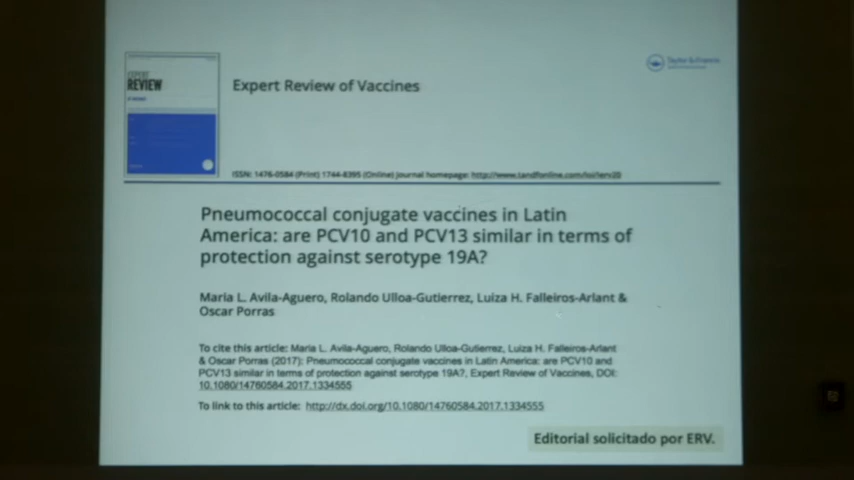 EXPERT
REVIEW
Expert Review of Vaccines
Taylor & Francis
ISSN: 1476-0584 (Print) 1744-8395 (Online) Journal homepage: http://www.tandfonline.com/loi/ierv20
Pneumococcal conjugate vaccines in Latin
America: are PCV10 and PCV13 similar in terms of
protection against serotype 19A?
Maria L. Avila-Aguero, Rolando Ulloa-Gutierrez, Luiza H. Falleiros-Arlant &
Oscar Porras
To cite this article: Maria L. Avila-Aguero, Rolando Ulloa-Gutierrez, Luiza H. Falleiros-Arlant
& Oscar Porras (2017): Pneumococcal conjugate vaccines in Latin America: are PCV10 and
PCV13 similar in terms of protection against serotype 19A?, Expert Review of Vaccines, DOI:
10.1080/14760584.2017.1334555
To link to this article: http://dx.doi.org/10.1080/14760584.2017.1334555
Editorial solicitado por ERV.